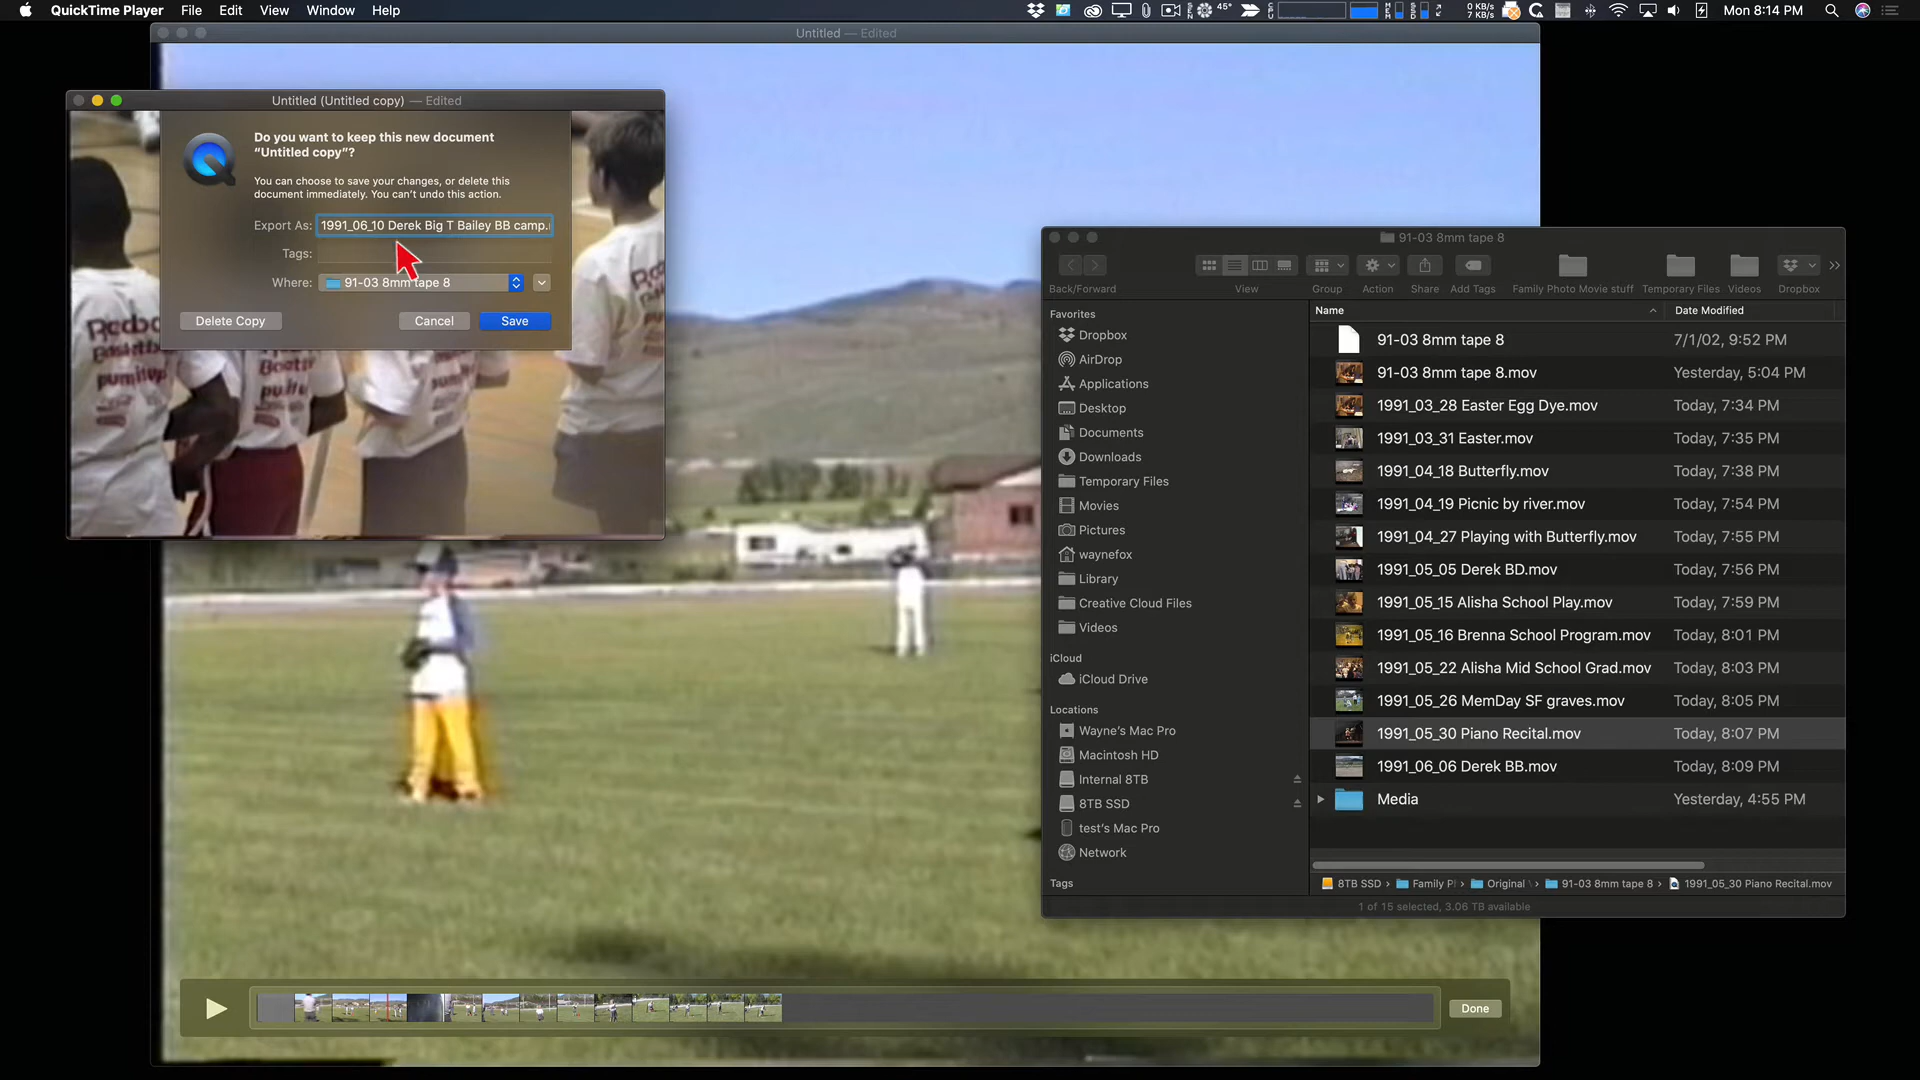 QuickTime Player File Edit View Window Help
45°
0 KB/s
7 KB/s
Mon 8:14 PM
Untitled — Edited
Untitled (Untitled copy) — Edited
Do you want to keep this new document
“Untitled copy”?
You can choose to save your changes, or delete this
document immediately. You can’t undo this action.
Export As: 1991_06_10 Derek Big T Bailey BB camp.
Tags:
Where: 91-03 8mm tape 8
Delete Copy Cancel Save
91-03 8mm tape 8
Back/Forward View Group Action Share Add Tags Family Photo Movie stuff Temporary Files Videos Dropbox
Favorites
Dropbox
AirDrop
Applications
Desktop
Documents
Downloads
Temporary Files
Movies
Pictures
waynefox
Library
Creative Cloud Files
Videos
iCloud
iCloud Drive
Locations
Wayne’s Mac Pro
Macintosh HD
Internal 8TB
8TB SSD
test’s Mac Pro
Network
Tags
Name Date Modified
91-03 8mm tape 8 7/1/02, 9:52 PM
91-03 8mm tape 8.mov Yesterday, 5:04 PM
1991_03_28 Easter Egg Dye.mov Today, 7:34 PM
1991_03_31 Easter.mov Today, 7:35 PM
1991_04_18 Butterfly.mov Today, 7:38 PM
1991_04_19 Picnic by river.mov Today, 7:54 PM
1991_04_27 Playing with Butterfly.mov Today, 7:55 PM
1991_05_05 Derek BD.mov Today, 7:56 PM
1991_05_15 Alisha School Play.mov Today, 7:59 PM
1991_05_16 Brenna School Program.mov Today, 8:01 PM
1991_05_22 Alisha Mid School Grad.mov Today, 8:03 PM
1991_05_26 MemDay SF graves.mov Today, 8:05 PM
1991_05_30 Piano Recital.mov Today, 8:07 PM
1991_06_06 Derek BB.mov Today, 8:09 PM
Media Yesterday, 4:55 PM
8TB SSD › Family P › Original › 91-03 8mm tape 8 › 1991_05_30 Piano Recital.mov
1 of 15 selected, 3.06 TB available
Done